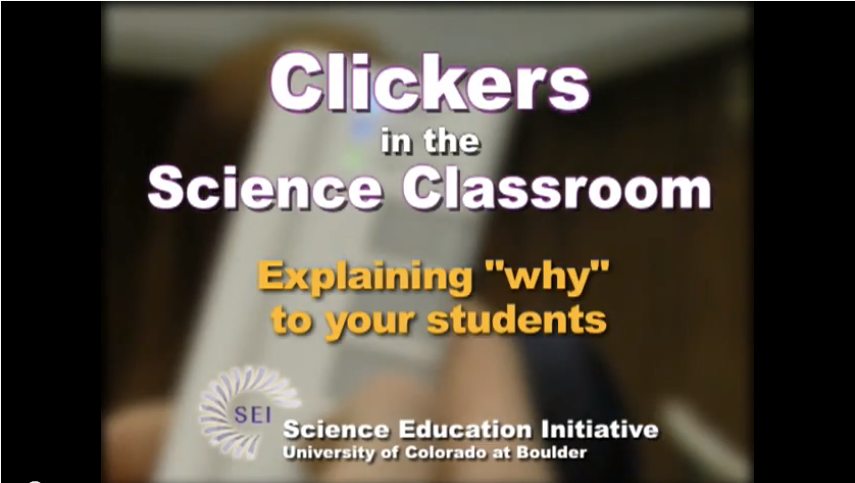 Clickers
in the
Science Classroom
Explaining "why"
to your students
SEI
Science Education Initiative
University of Colorado at Boulder